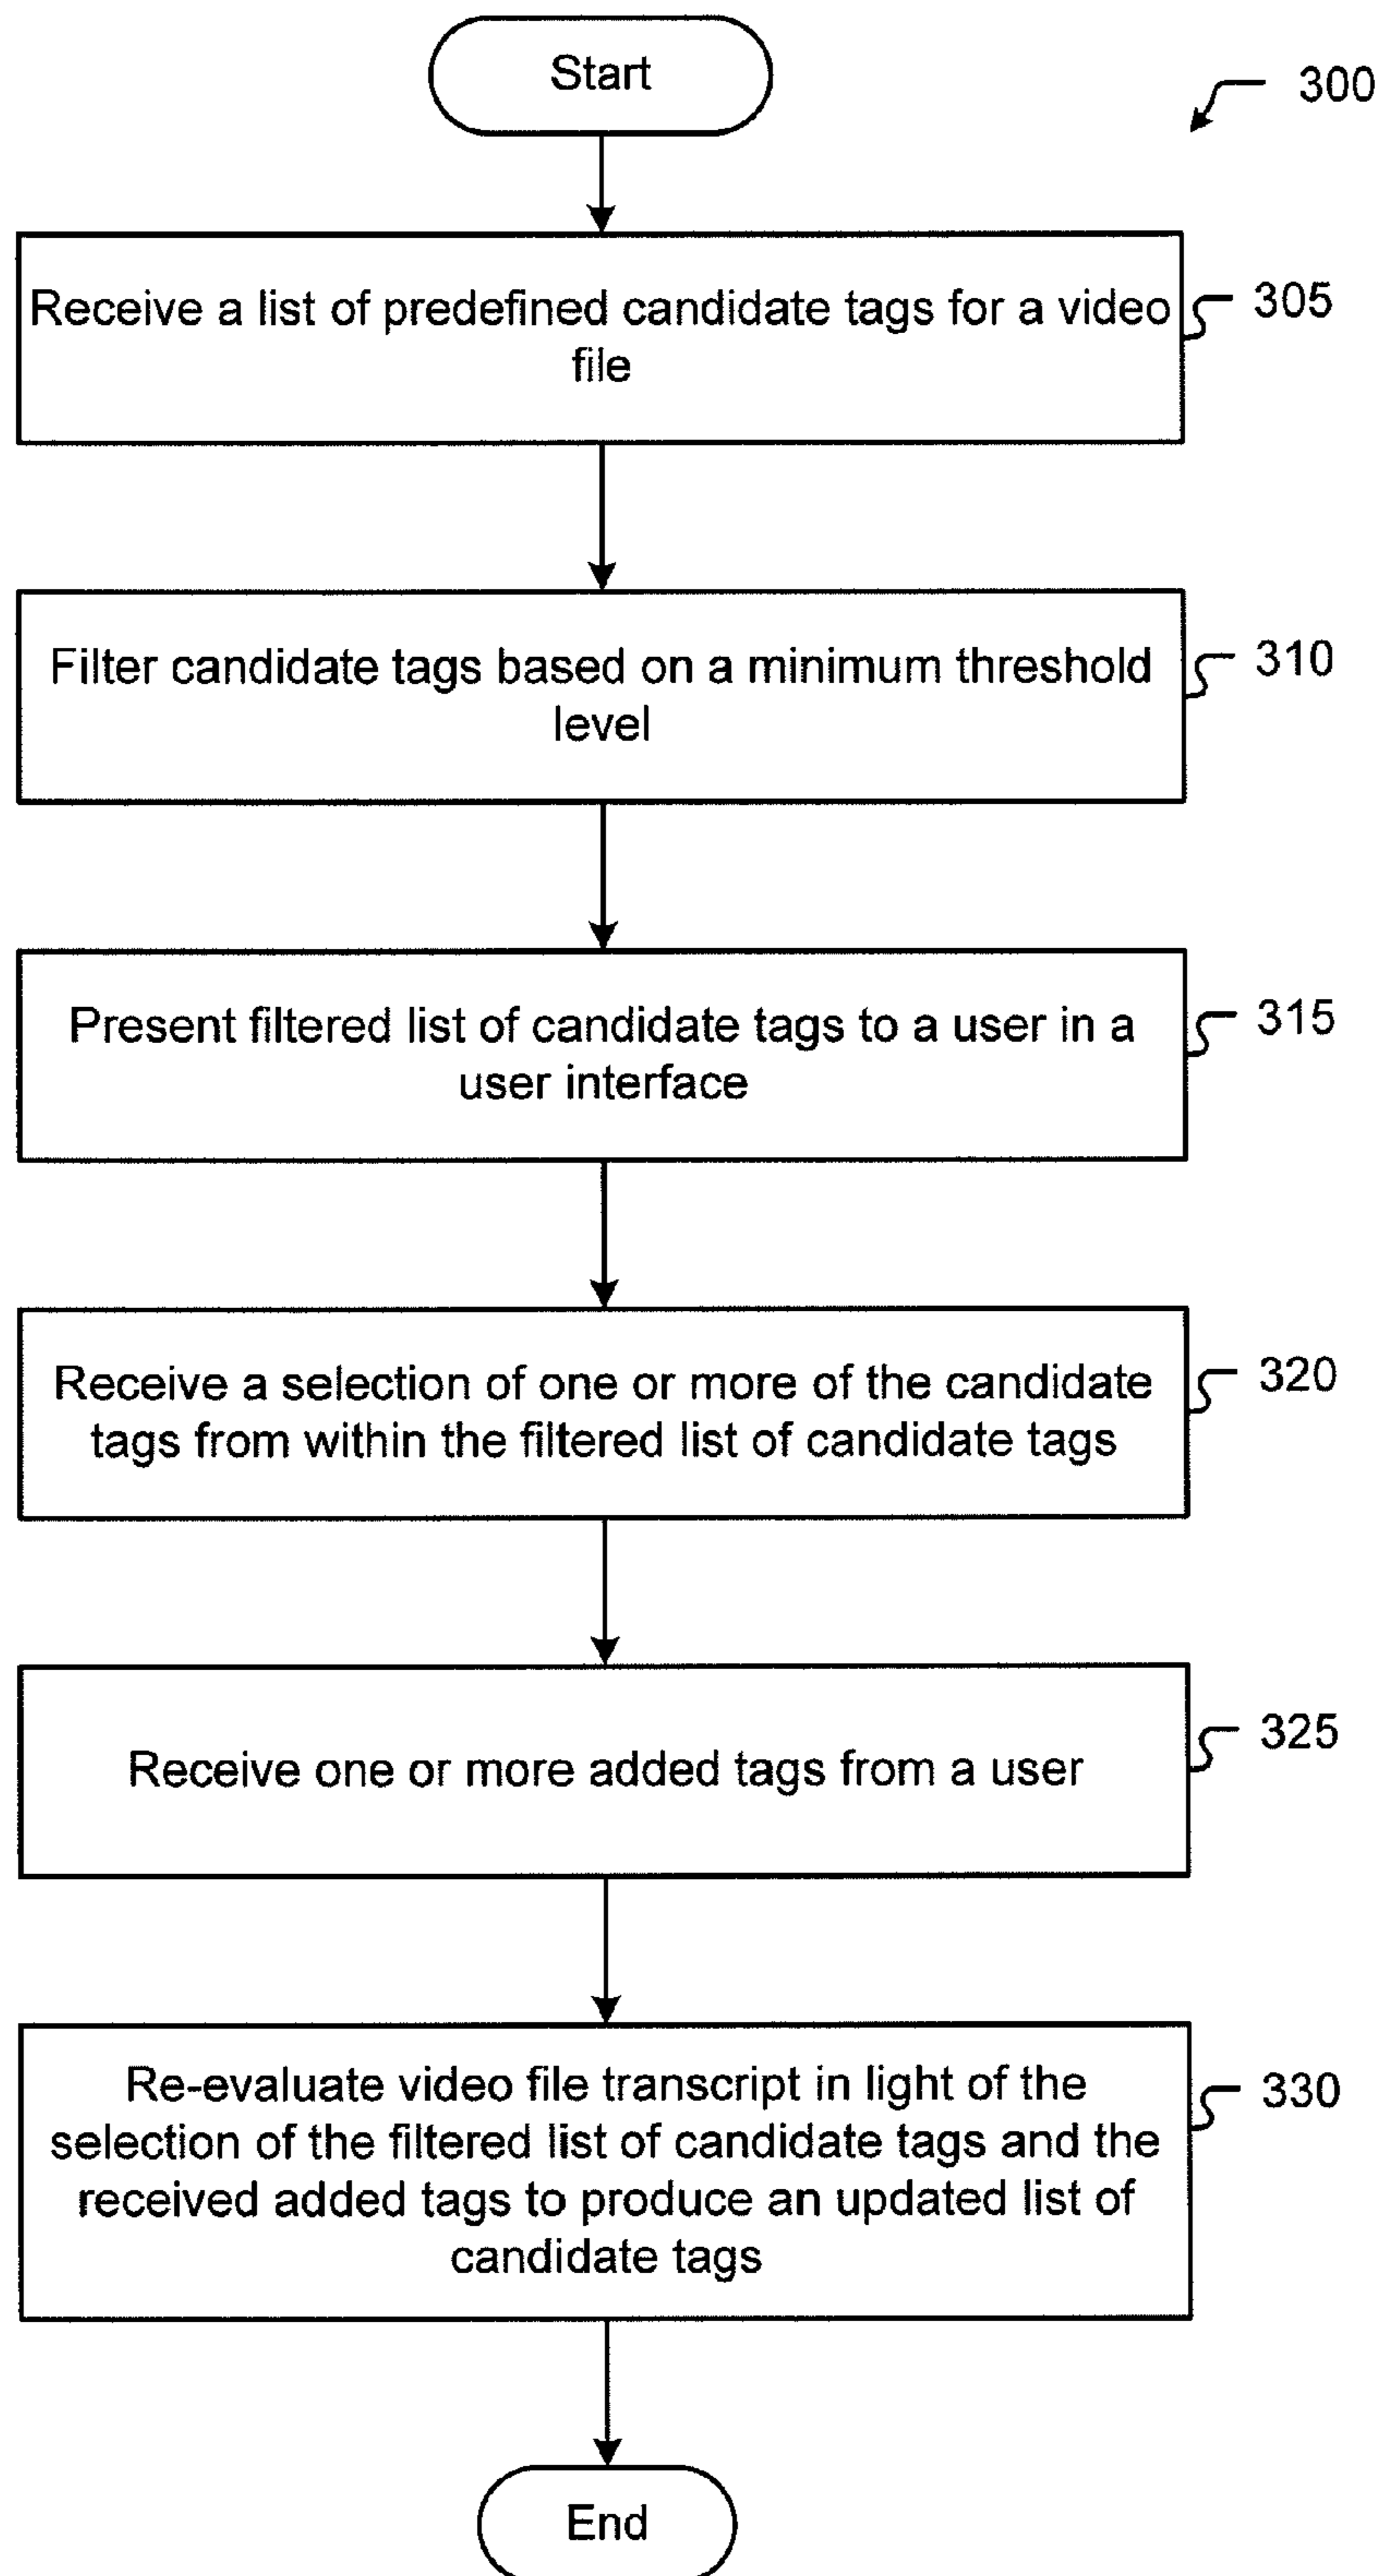 Start
300
Receive a list of predefined candidate tags for a video
file
305
Filter candidate tags based on a minimum threshold
level
310
Present filtered list of candidate tags to a user in a
user interface
315
Receive a selection of one or more of the candidate
tags from within the filtered list of candidate tags
320
Receive one or more added tags from a user
325
Re-evaluate video file transcript in light of the
selection of the filtered list of candidate tags and the
received added tags to produce an updated list of
candidate tags
330
End